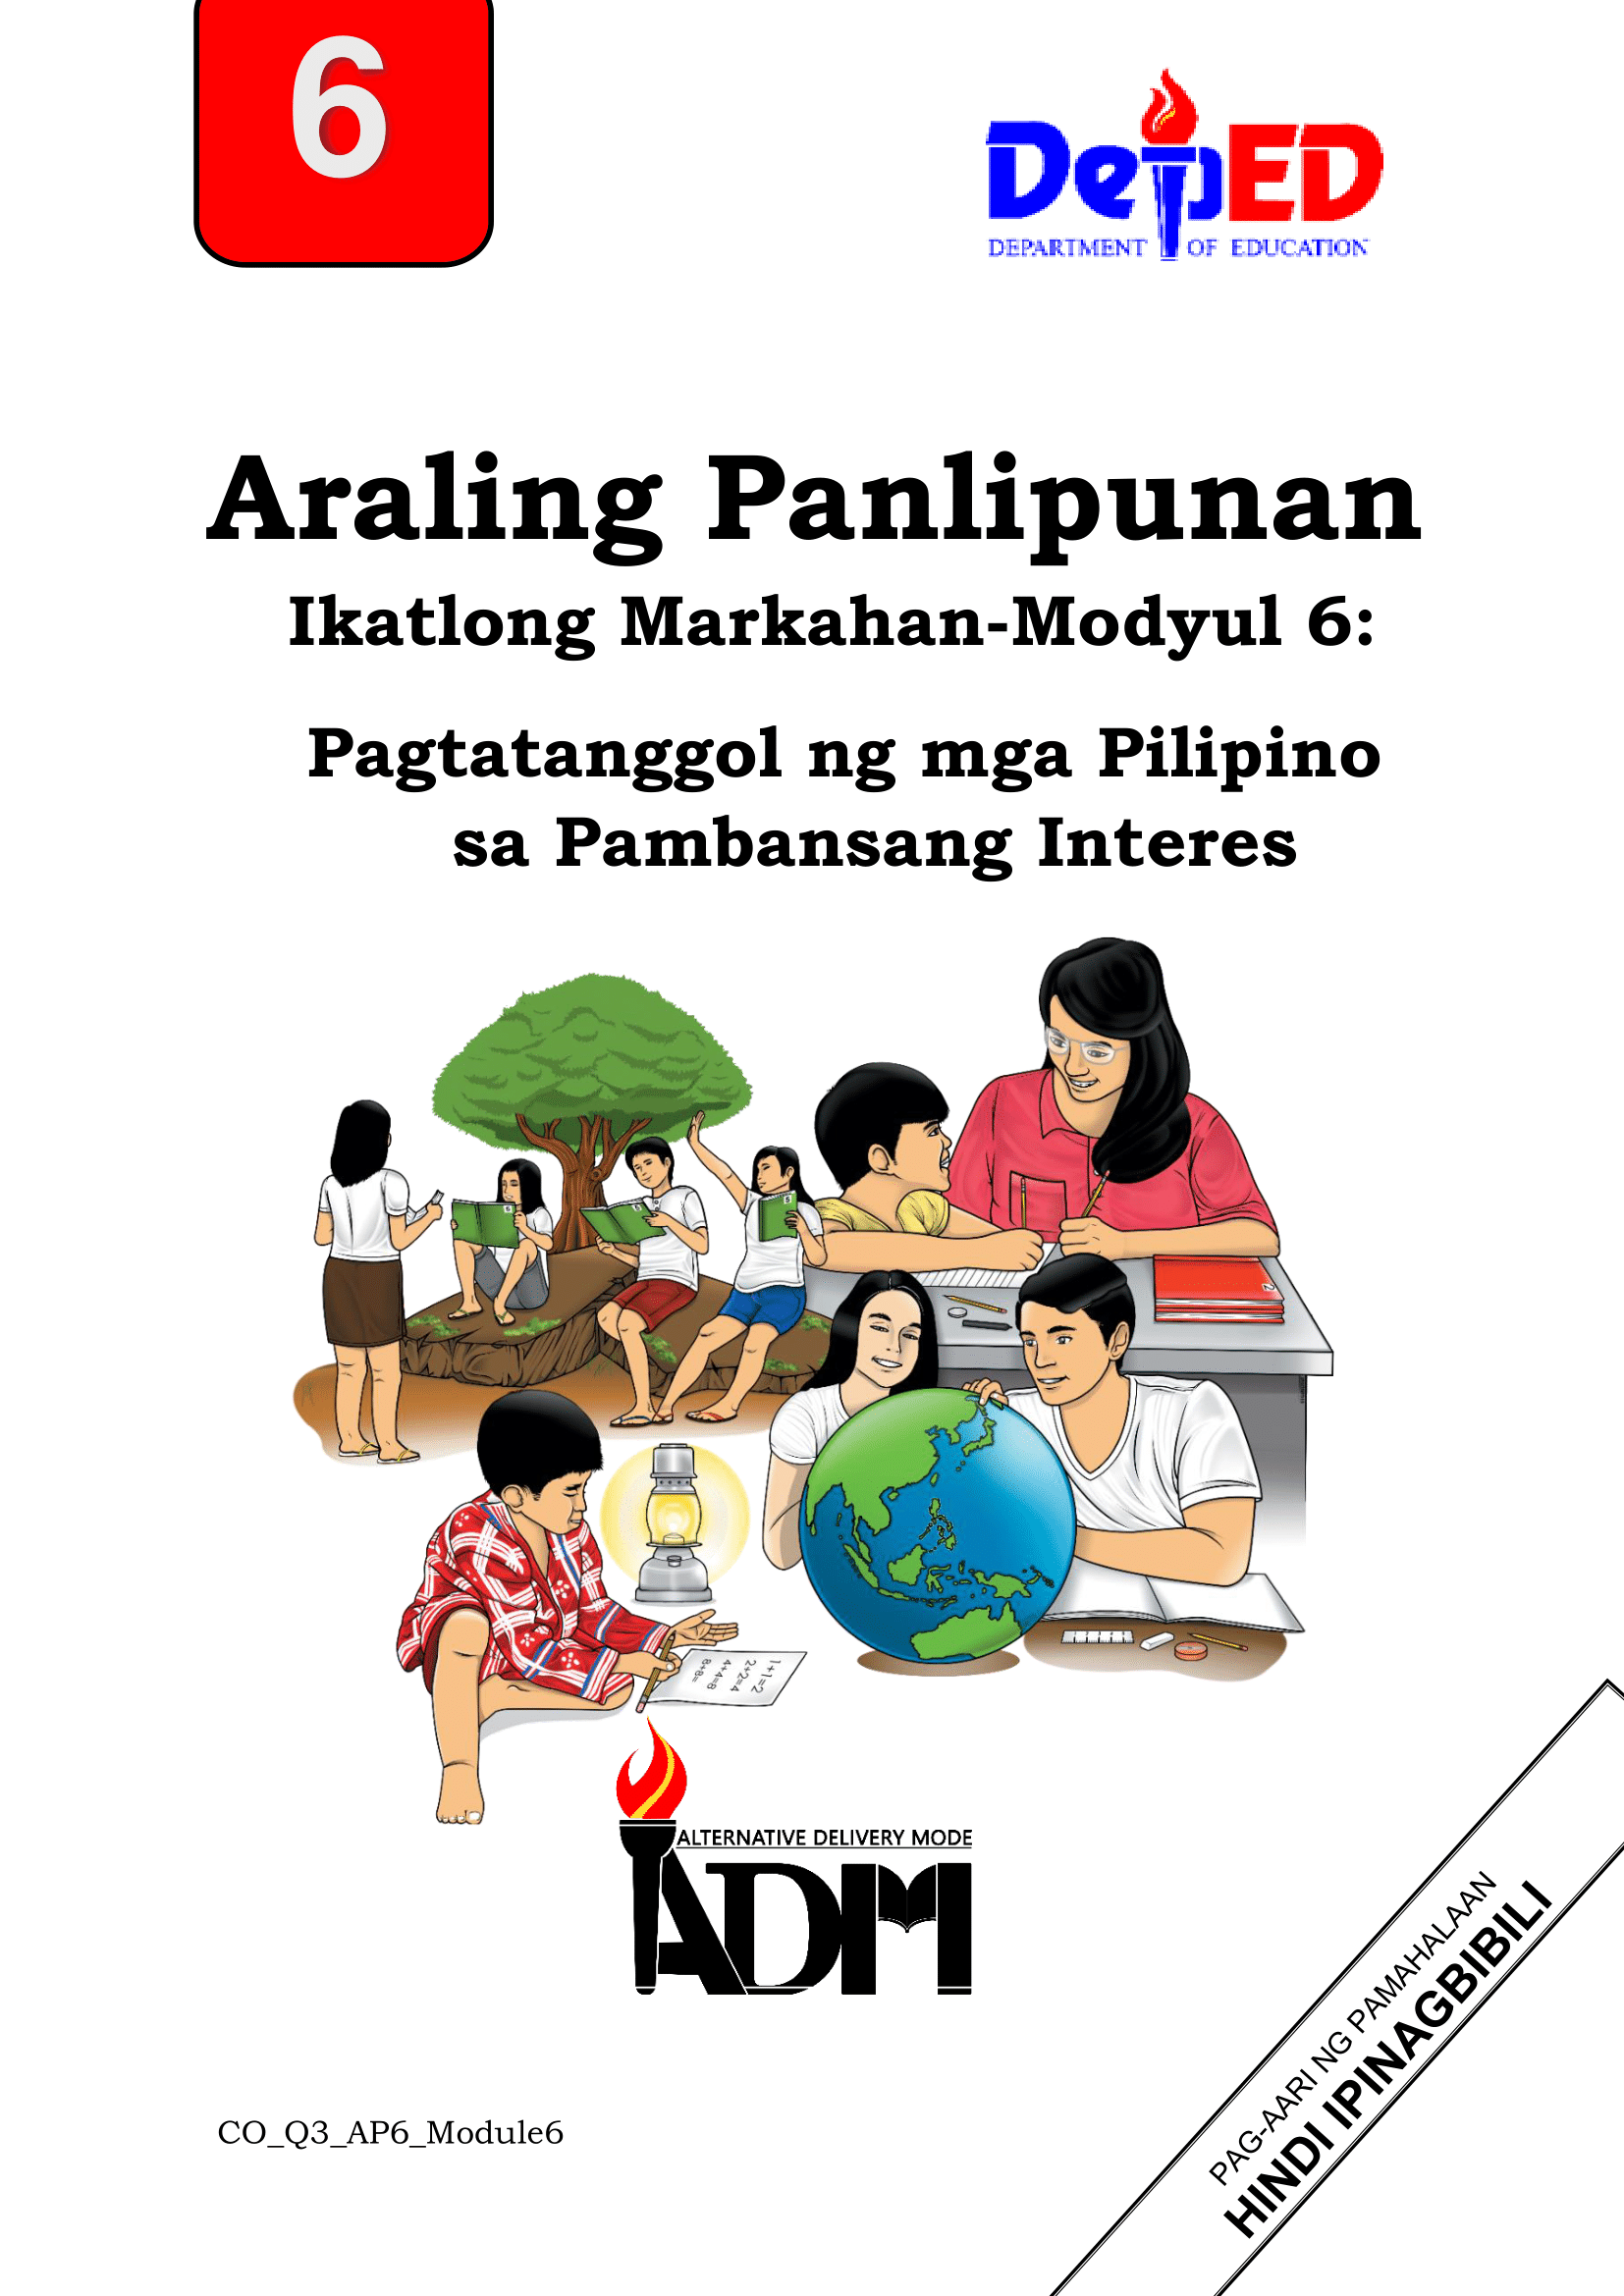 6
DepED
DEPARTMENT OF EDUCATION
Araling Panlipunan
Ikatlong Markahan-Modyul 6:
Pagtatanggol ng mga Pilipino
sa Pambansang Interes
1+1=2
2+2=4
4+4=8
8+8=
ALTERNATIVE DELIVERY MODE
ADM
PAG-AARI NG PAMAHALAAN
HINDI IPINAGBIBILI
CO_Q3_AP6_Module6